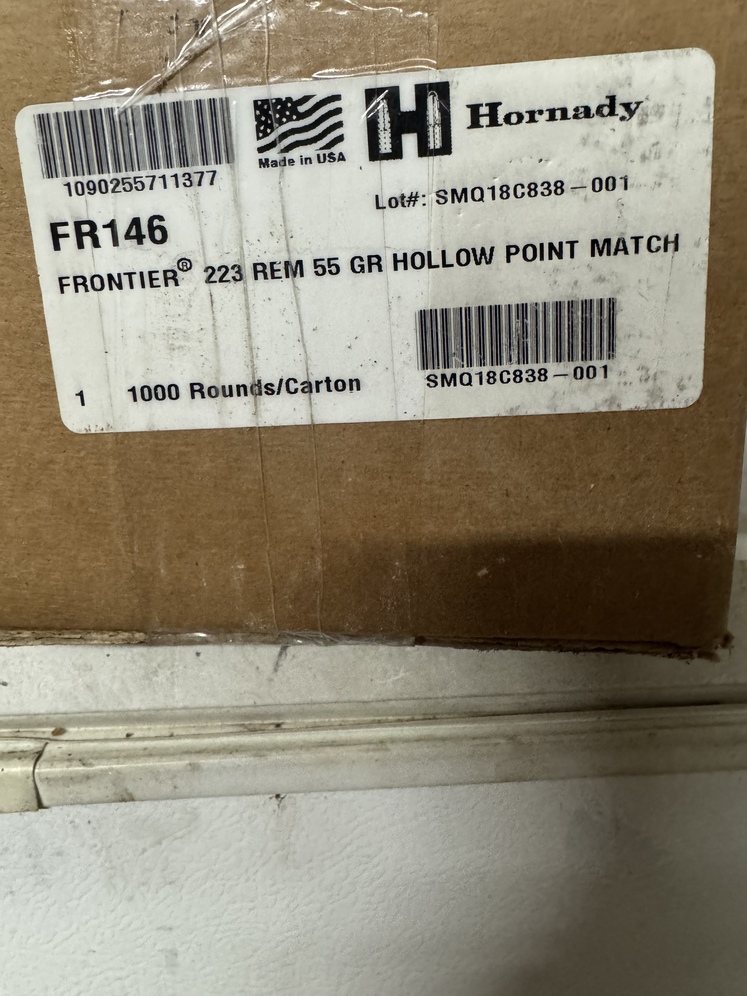 Hornady
Made in USA
1090255711377
Lot#: SMQ18C838-001
FR146
FRONTIER® 223 REM 55 GR HOLLOW POINT MATCH
SMQ18C838-001
1 1000 Rounds/Carton